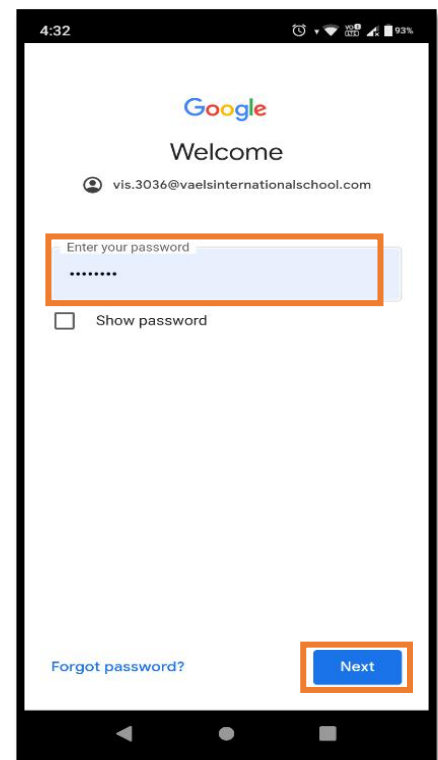 4:32 93%
Google
Welcome
vis.3036@vaelsinternationalschool.com
Enter your password
••••••••
Show password
Forgot password? Next